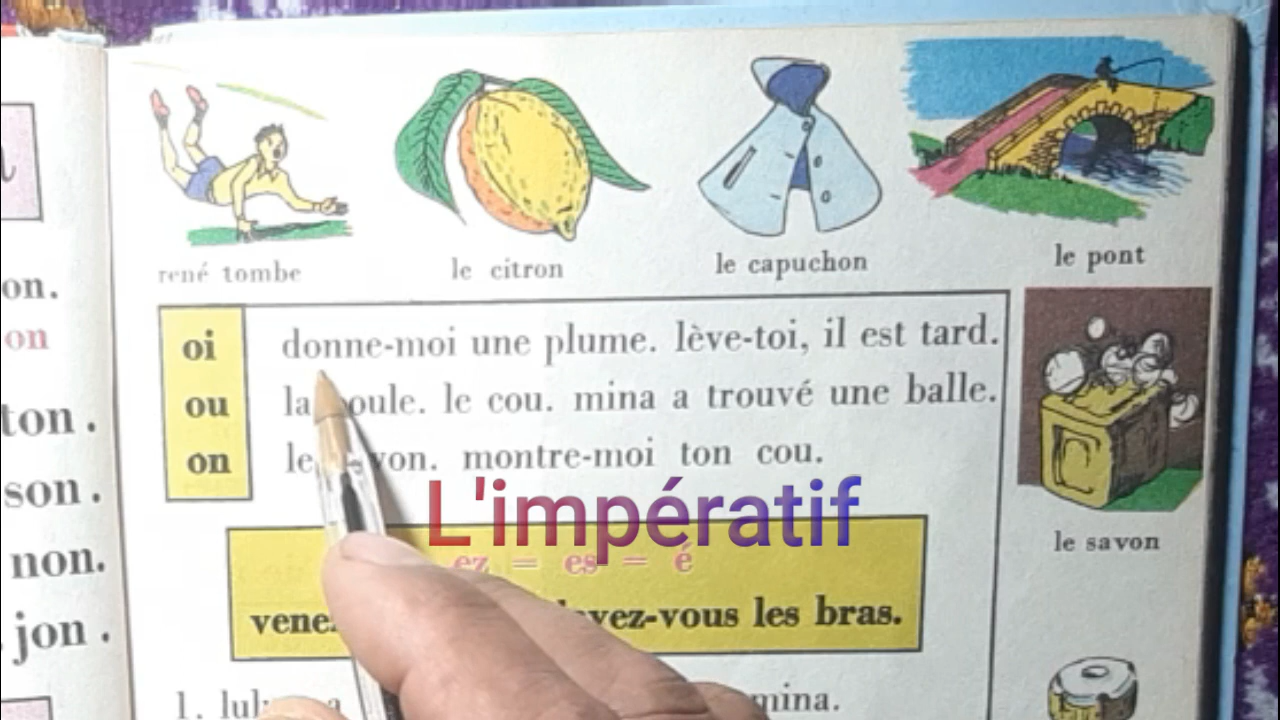 on.
on
ton.
son.
non.
jon.
rené tombe
le citron
le capuchon
le pont
oi donne-moi une plume. lève-toi, il est tard.
ou la oule. le cou. mina a trouvé une balle.
on le von. montre-moi ton cou.
le savon
L'impératif
ez = es = é
vene vez-vous les bras.
1. lul a mina.